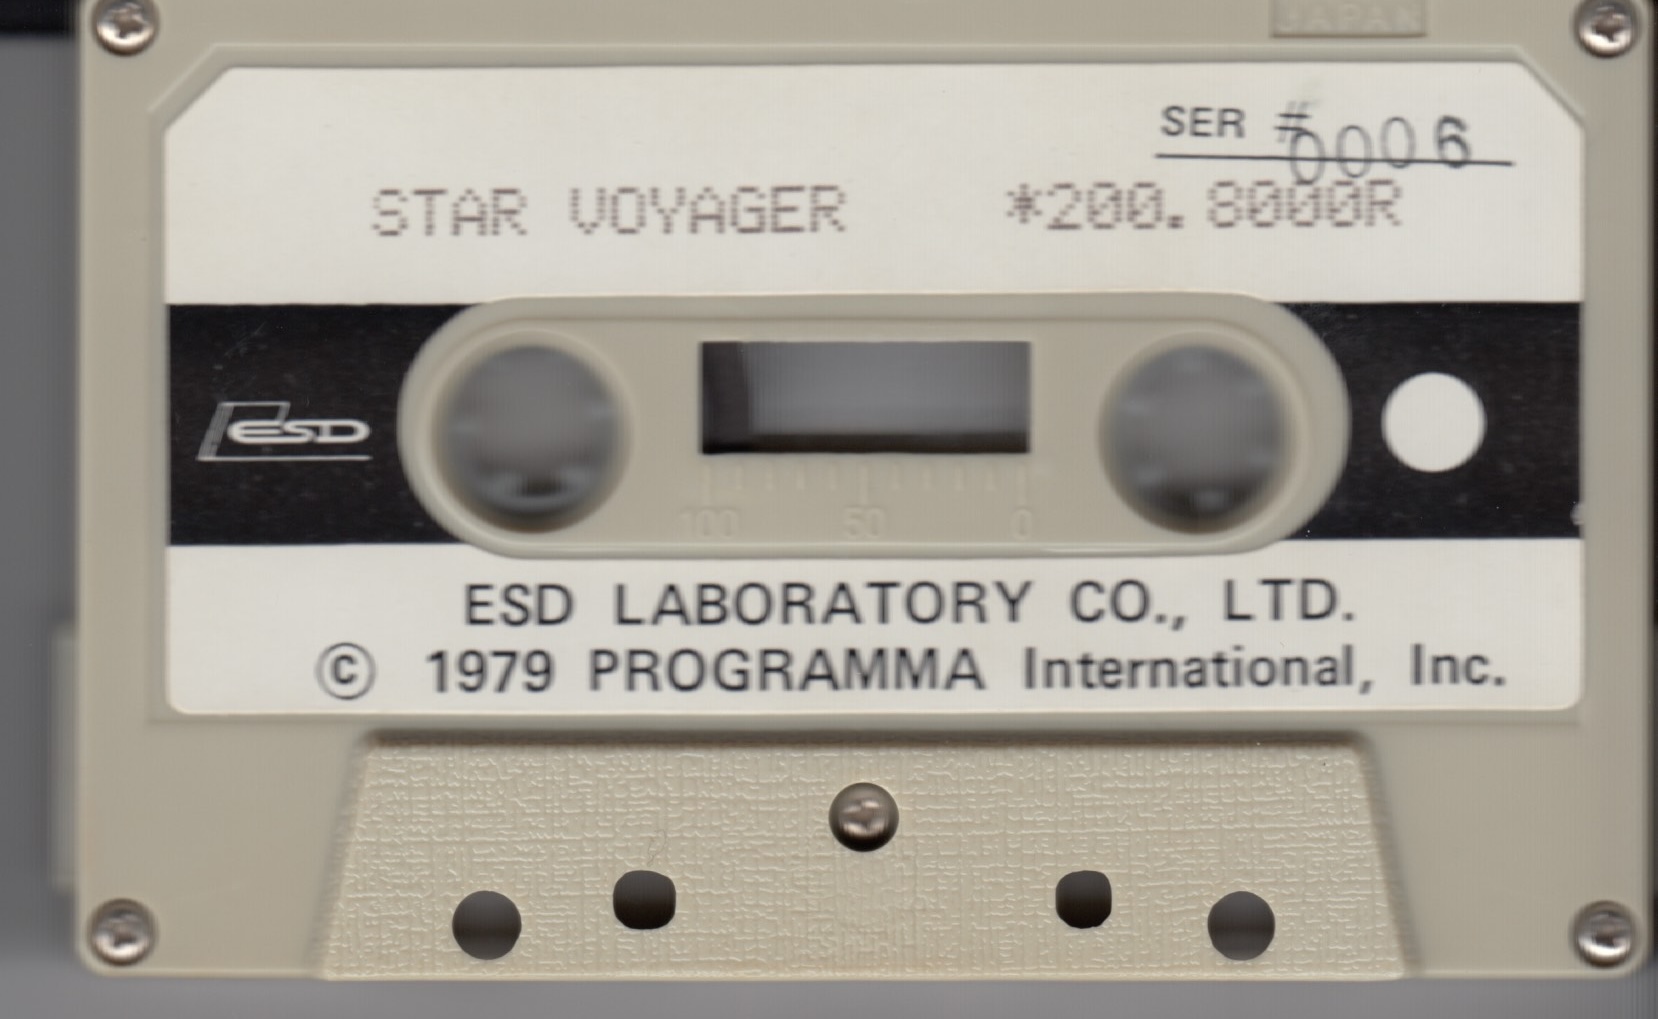 JAPAN
SER # 0006
STAR VOYAGER *200.8000R
ESD
100 50 0
ESD LABORATORY CO., LTD.
© 1979 PROGRAMMA International, Inc.